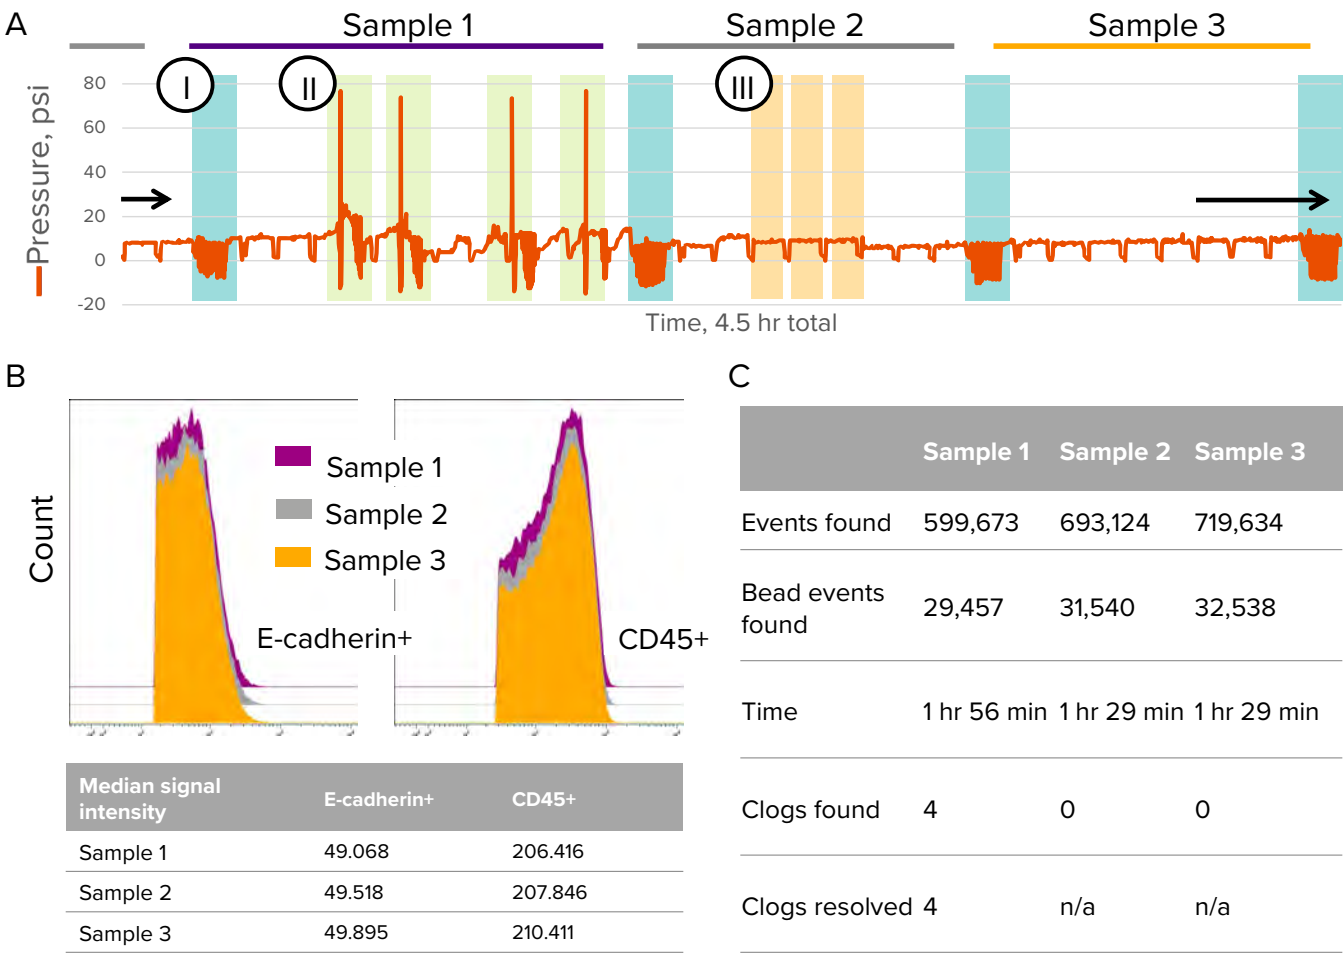 A
Sample 1
Sample 2
Sample 3
I
II
III
Pressure, psi
80
60
40
20
0
-20
Time, 4.5 hr total
B
Count
Sample 1
Sample 2
Sample 3
E-cadherin+
CD45+
Median signal intensity E-cadherin+ CD45+
Sample 1 49.068 206.416
Sample 2 49.518 207.846
Sample 3 49.895 210.411
C
Sample 1 Sample 2 Sample 3
Events found 599,673 693,124 719,634
Bead events found 29,457 31,540 32,538
Time 1 hr 56 min 1 hr 29 min 1 hr 29 min
Clogs found 4 0 0
Clogs resolved 4 n/a n/a